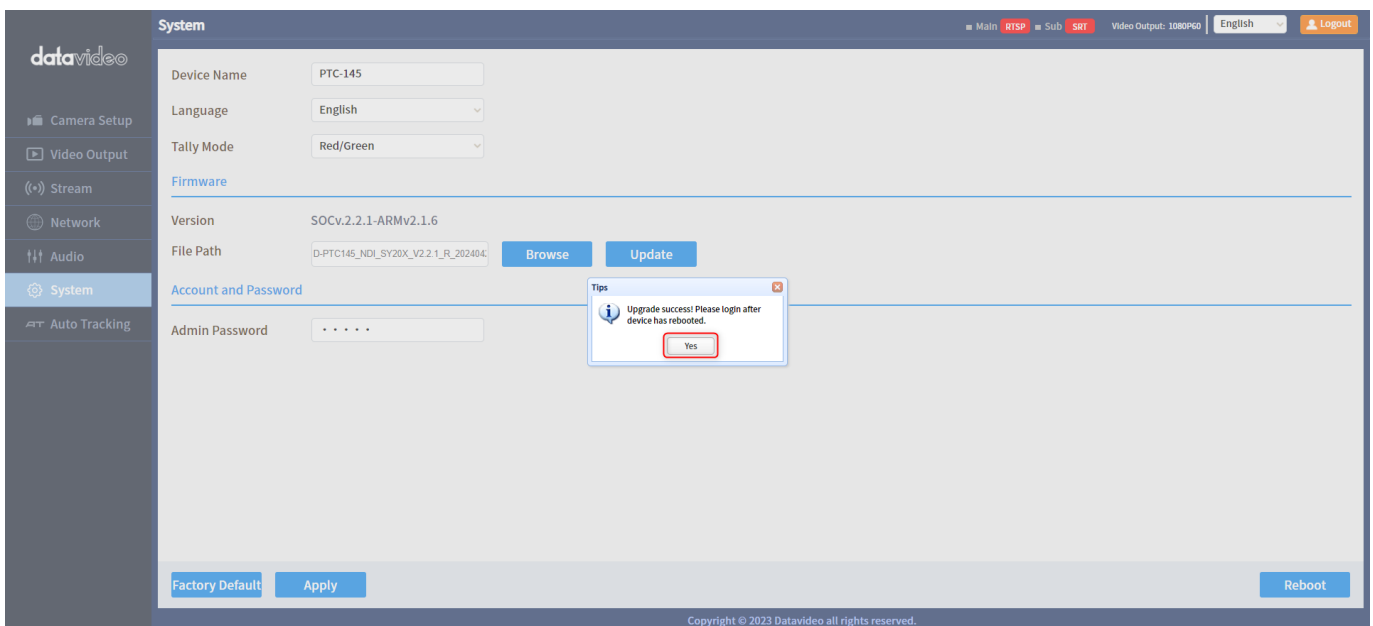 System
Main RTSP Sub SRT Video Output: 1080P60 English Logout
datavideo
Camera Setup
Video Output
Stream
Network
Audio
System
Auto Tracking
Device Name PTC-145
Language English
Tally Mode Red/Green
Firmware
Version SOCv.2.2.1-ARMv2.1.6
File Path D-PTC145_NDI_SY20X_V2.2.1_R_202404 Browse Update
Account and Password
Admin Password • • • • •
Tips
Upgrade success! Please login after
device has rebooted.
Yes
Factory Default Apply Reboot
Copyright © 2023 Datavideo all rights reserved.